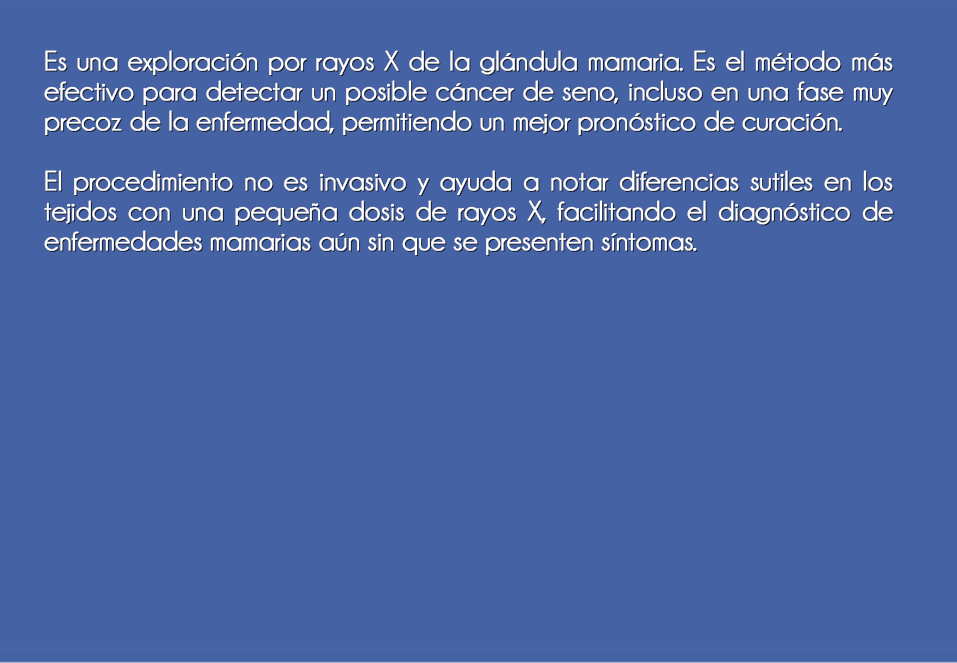 Es una exploración por rayos X de la glándula mamaria. Es el método más
efectivo para detectar un posible cáncer de seno, incluso en una fase muy
precoz de la enfermedad, permitiendo un mejor pronóstico de curación.
El procedimiento no es invasivo y ayuda a notar diferencias sutiles en los
tejidos con una pequeña dosis de rayos X, facilitando el diagnóstico de
enfermedades mamarias aún sin que se presenten síntomas.